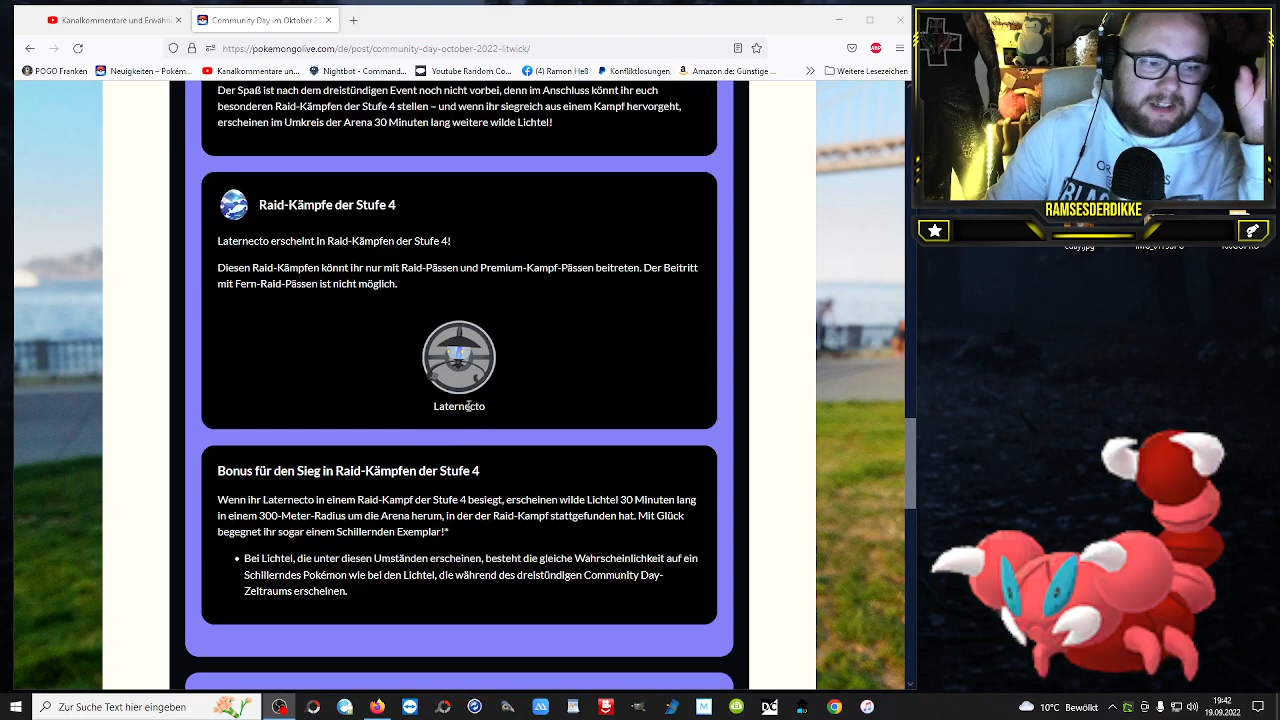 Kanalkommentare und Erwähn
Community Day im Oktober 20
https://pokemongolive.com/de/post/community-day-october-2022-litwick/
POGO Franken
Neuigkeiten – Pokém…
Kanalkommentare und…
Nightbot - Command…
Youtube Random Co…
(4) Ramon Heß
Konfliktlösungen
Amazon.de: Günstige …
Weitere Lesezeichen
Der Spaß ist nach dem dreistündigen Event noch nicht vorbei, denn im Anschluss könnt ihr euch
besonderen Raid-Kämpfen der Stufe 4 stellen – und wenn ihr siegreich aus einem Kampf hervorgeht,
erscheinen im Umkreis der Arena 30 Minuten lang weitere wilde Lichtel!
Raid-Kämpfe der Stufe 4
Laternecto erscheint in Raid-Kämpfen der Stufe 4!
Diesen Raid-Kämpfen könnt ihr nur mit Raid-Pässen und Premium-Kampf-Pässen beitreten. Der Beitritt
mit Fern-Raid-Pässen ist nicht möglich.
Laternecto
Bonus für den Sieg in Raid-Kämpfen der Stufe 4
Wenn ihr Laternecto in einem Raid-Kampf der Stufe 4 besiegt, erscheinen wilde Lichtel 30 Minuten lang
in einem 300-Meter-Radius um die Arena herum, in der der Raid-Kampf stattgefunden hat. Mit Glück
begegnet ihr sogar einem Schillernden Exemplar!*
• Bei Lichtel, die unter diesen Umständen erscheinen, besteht die gleiche Wahrscheinlichkeit auf ein
Schillerndes Pokémon wie bei den Lichtel, die während des dreistündigen Community Day-
Zeitraums erscheinen.
RAMSESDERDIKKE
Zur Suche Text hier eingeben
19:42
19.09.2022